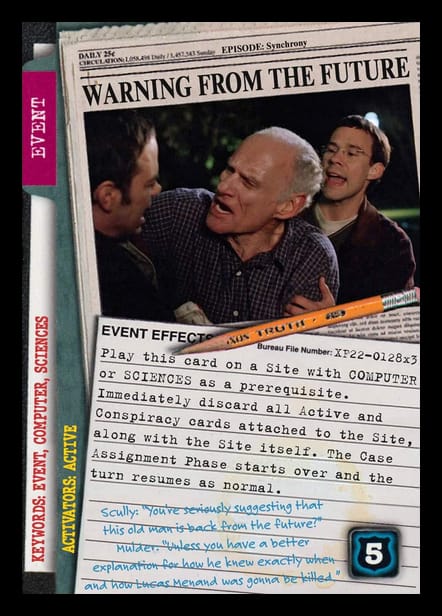 DAILY 25¢
CIRCULATION: 1,058,498 Daily / 1,457,543 Sunday
EPISODE: Synchrony
WARNING FROM THE FUTURE
EVENT
KEYWORDS: EVENT, COMPUTER, SCIENCES
ACTIVATORS: ACTIVE
TRUTH
EVENT EFFECTS
Bureau File Number: XP22-0128x3
Play this card on a Site with COMPUTER
or SCIENCES as a prerequisite.
Immediately discard all Active and
Conspiracy cards attached to the Site,
along with the Site itself. The Case
Assignment Phase starts over and the
turn resumes as normal.
Scully: "You're seriously suggesting that
this old man is back from the future?"
Mulder: "Unless you have a better
explanation for how he knew exactly when
and how Lucas Menand was gonna be killed."
5